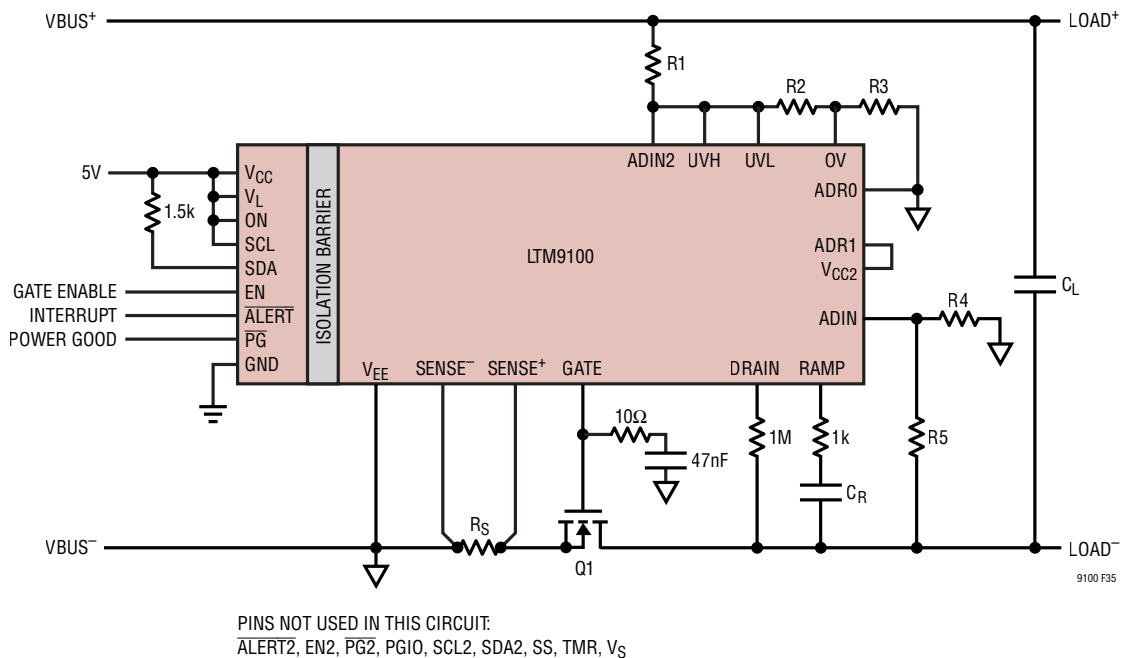 VBUS+
LOAD+
R1
R2
R3
ADIN2
UVH
UVL
OV
5V
VCC
VL
ON
SCL
SDA
EN
ALERT
PG
GND
1.5k
GATE ENABLE
INTERRUPT
POWER GOOD
ISOLATION BARRIER
LTM9100
ADR0
ADR1
VCC2
ADIN
R4
CL
VEE
SENSE−
SENSE+
GATE
DRAIN
RAMP
10Ω
47nF
1M
1k
R5
CR
RS
Q1
VBUS−
LOAD−
9100 F35
PINS NOT USED IN THIS CIRCUIT:
ALERT2, EN2, PG2, PGIO, SCL2, SDA2, SS, TMR, VS